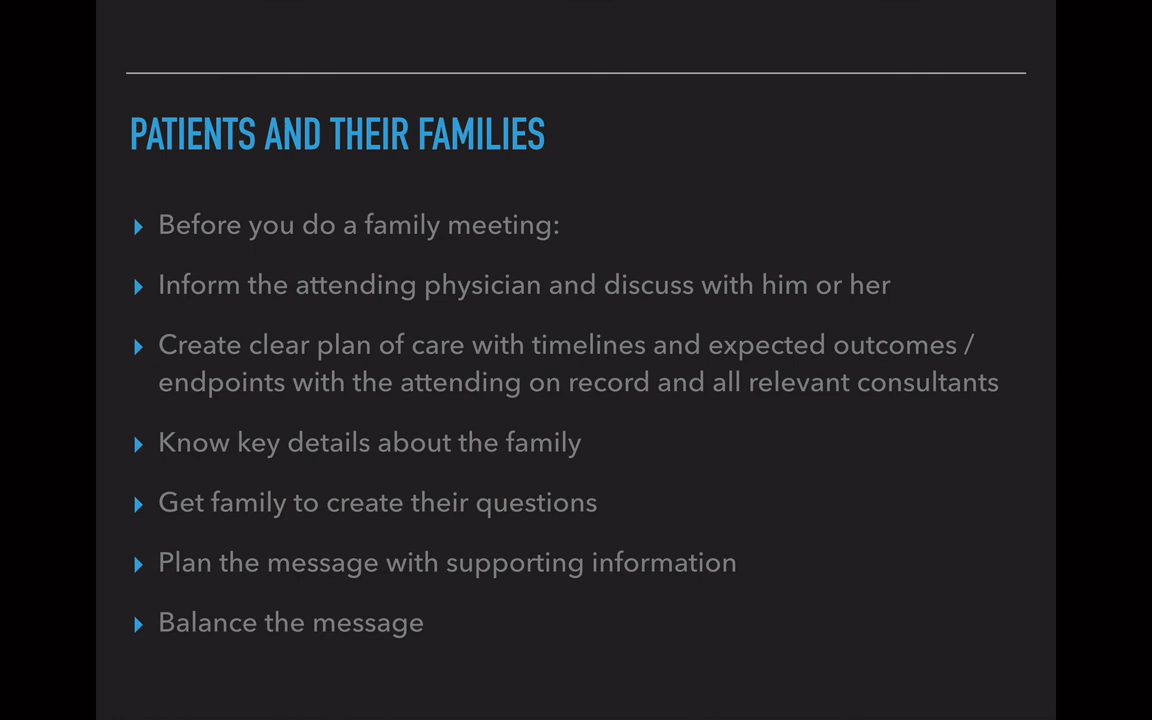 PATIENTS AND THEIR FAMILIES
Before you do a family meeting:
Inform the attending physician and discuss with him or her
Create clear plan of care with timelines and expected outcomes /
endpoints with the attending on record and all relevant consultants
Know key details about the family
Get family to create their questions
Plan the message with supporting information
Balance the message